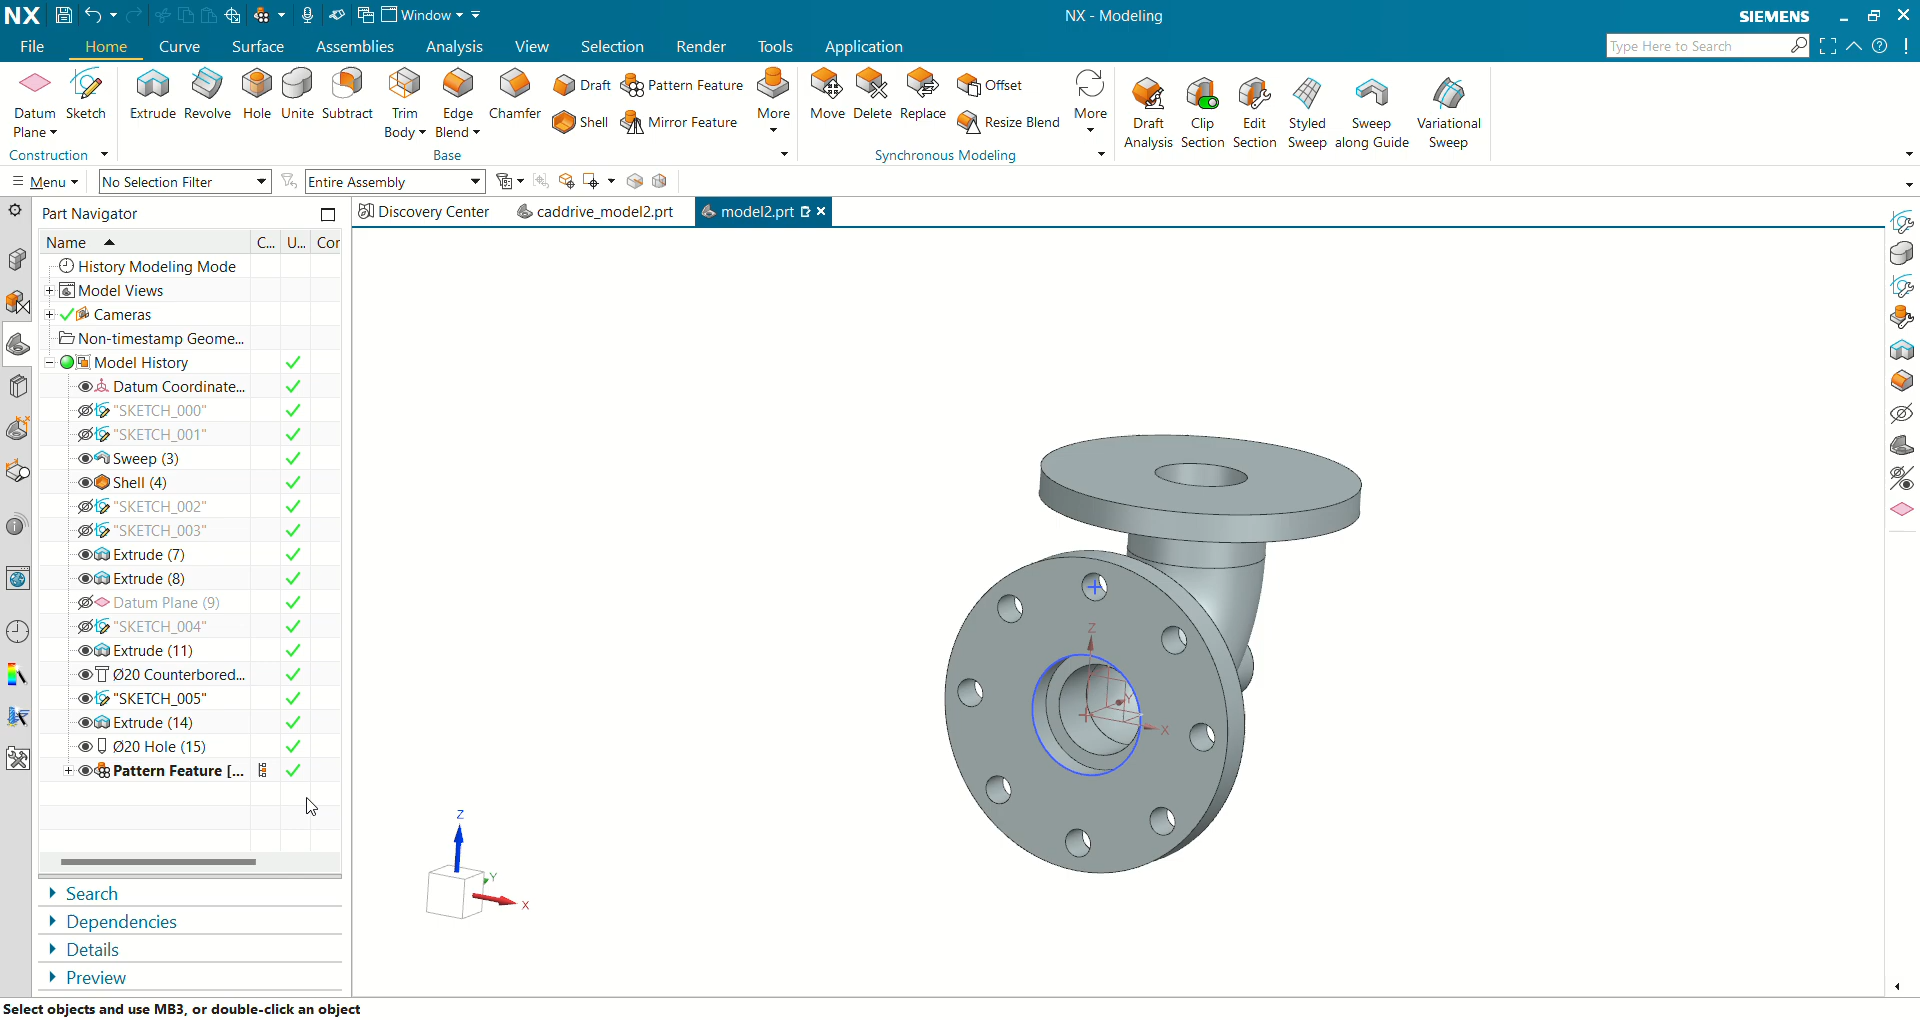 NX Window NX - Modeling SIEMENS
File Home Curve Surface Assemblies Analysis View Selection Render Tools Application Type Here to Search
Datum Plane Sketch Extrude Revolve Hole Unite Subtract Trim Body Edge Blend Chamfer Draft Shell Pattern Feature Mirror Feature More Move Delete Replace Offset Resize Blend More Draft Analysis Clip Section Edit Section Styled Sweep Sweep along Guide Variational Sweep
Construction Base Synchronous Modeling
Menu No Selection Filter Entire Assembly
Part Navigator Discovery Center caddrive_model2.prt model2.prt
Name C... U... Cor
History Modeling Mode
Model Views
Cameras
Non-timestamp Geome...
Model History
Datum Coordinate...
"SKETCH_000"
"SKETCH_001"
Sweep (3)
Shell (4)
"SKETCH_002"
"SKETCH_003"
Extrude (7)
Extrude (8)
Datum Plane (9)
"SKETCH_004"
Extrude (11)
Ø20 Counterbored...
"SKETCH_005"
Extrude (14)
Ø20 Hole (15)
Pattern Feature [...
Z
Y
X
Z
Y
X
Search
Dependencies
Details
Preview
Select objects and use MB3, or double-click an object